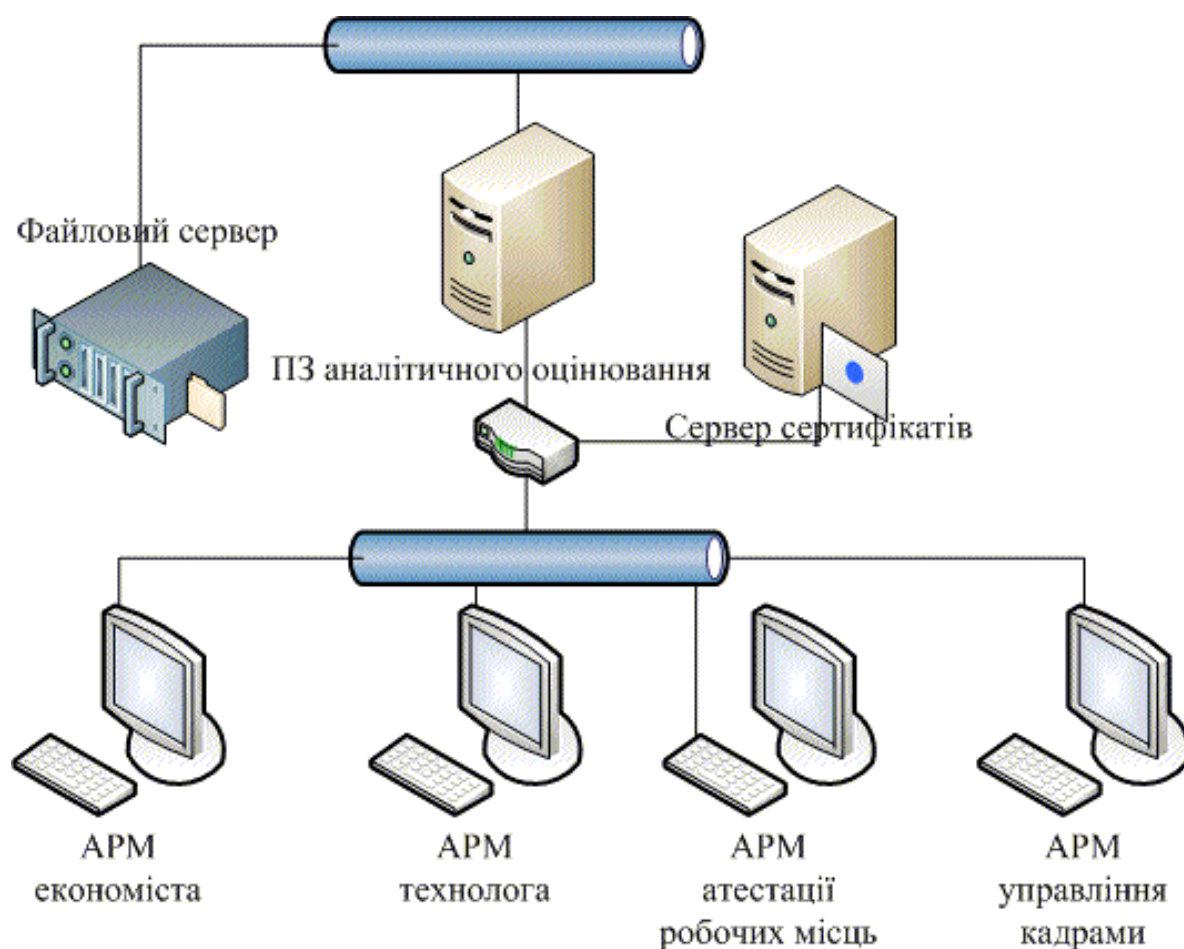 Файловий сервер
ПЗ аналітичного оцінювання
Сервер сертифікатів
АРМ
економіста
АРМ
технолога
АРМ
атестації
робочих місць
АРМ
управління
кадрами